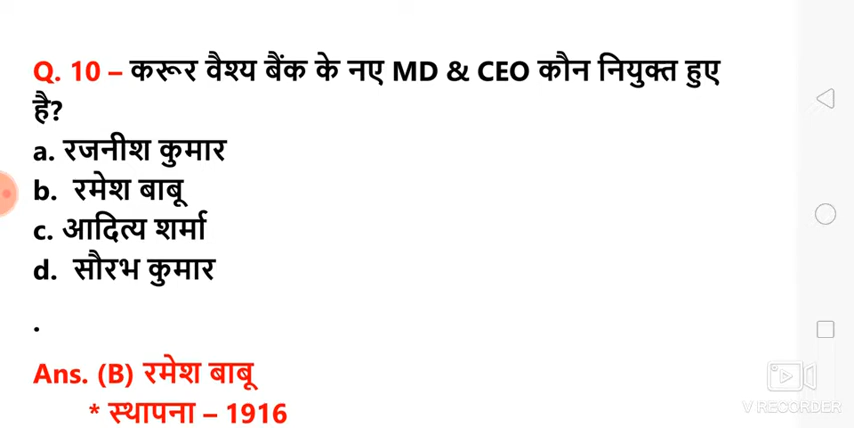 Q. 10 – करूर वैश्य बैंक के नए MD & CEO कौन नियुक्त हुए
है?
a. रजनीश कुमार
b. रमेश बाबू
c. आदित्य शर्मा
d. सौरभ कुमार
.
Ans. (B) रमेश बाबू
* स्थापना – 1916
V RECORDER